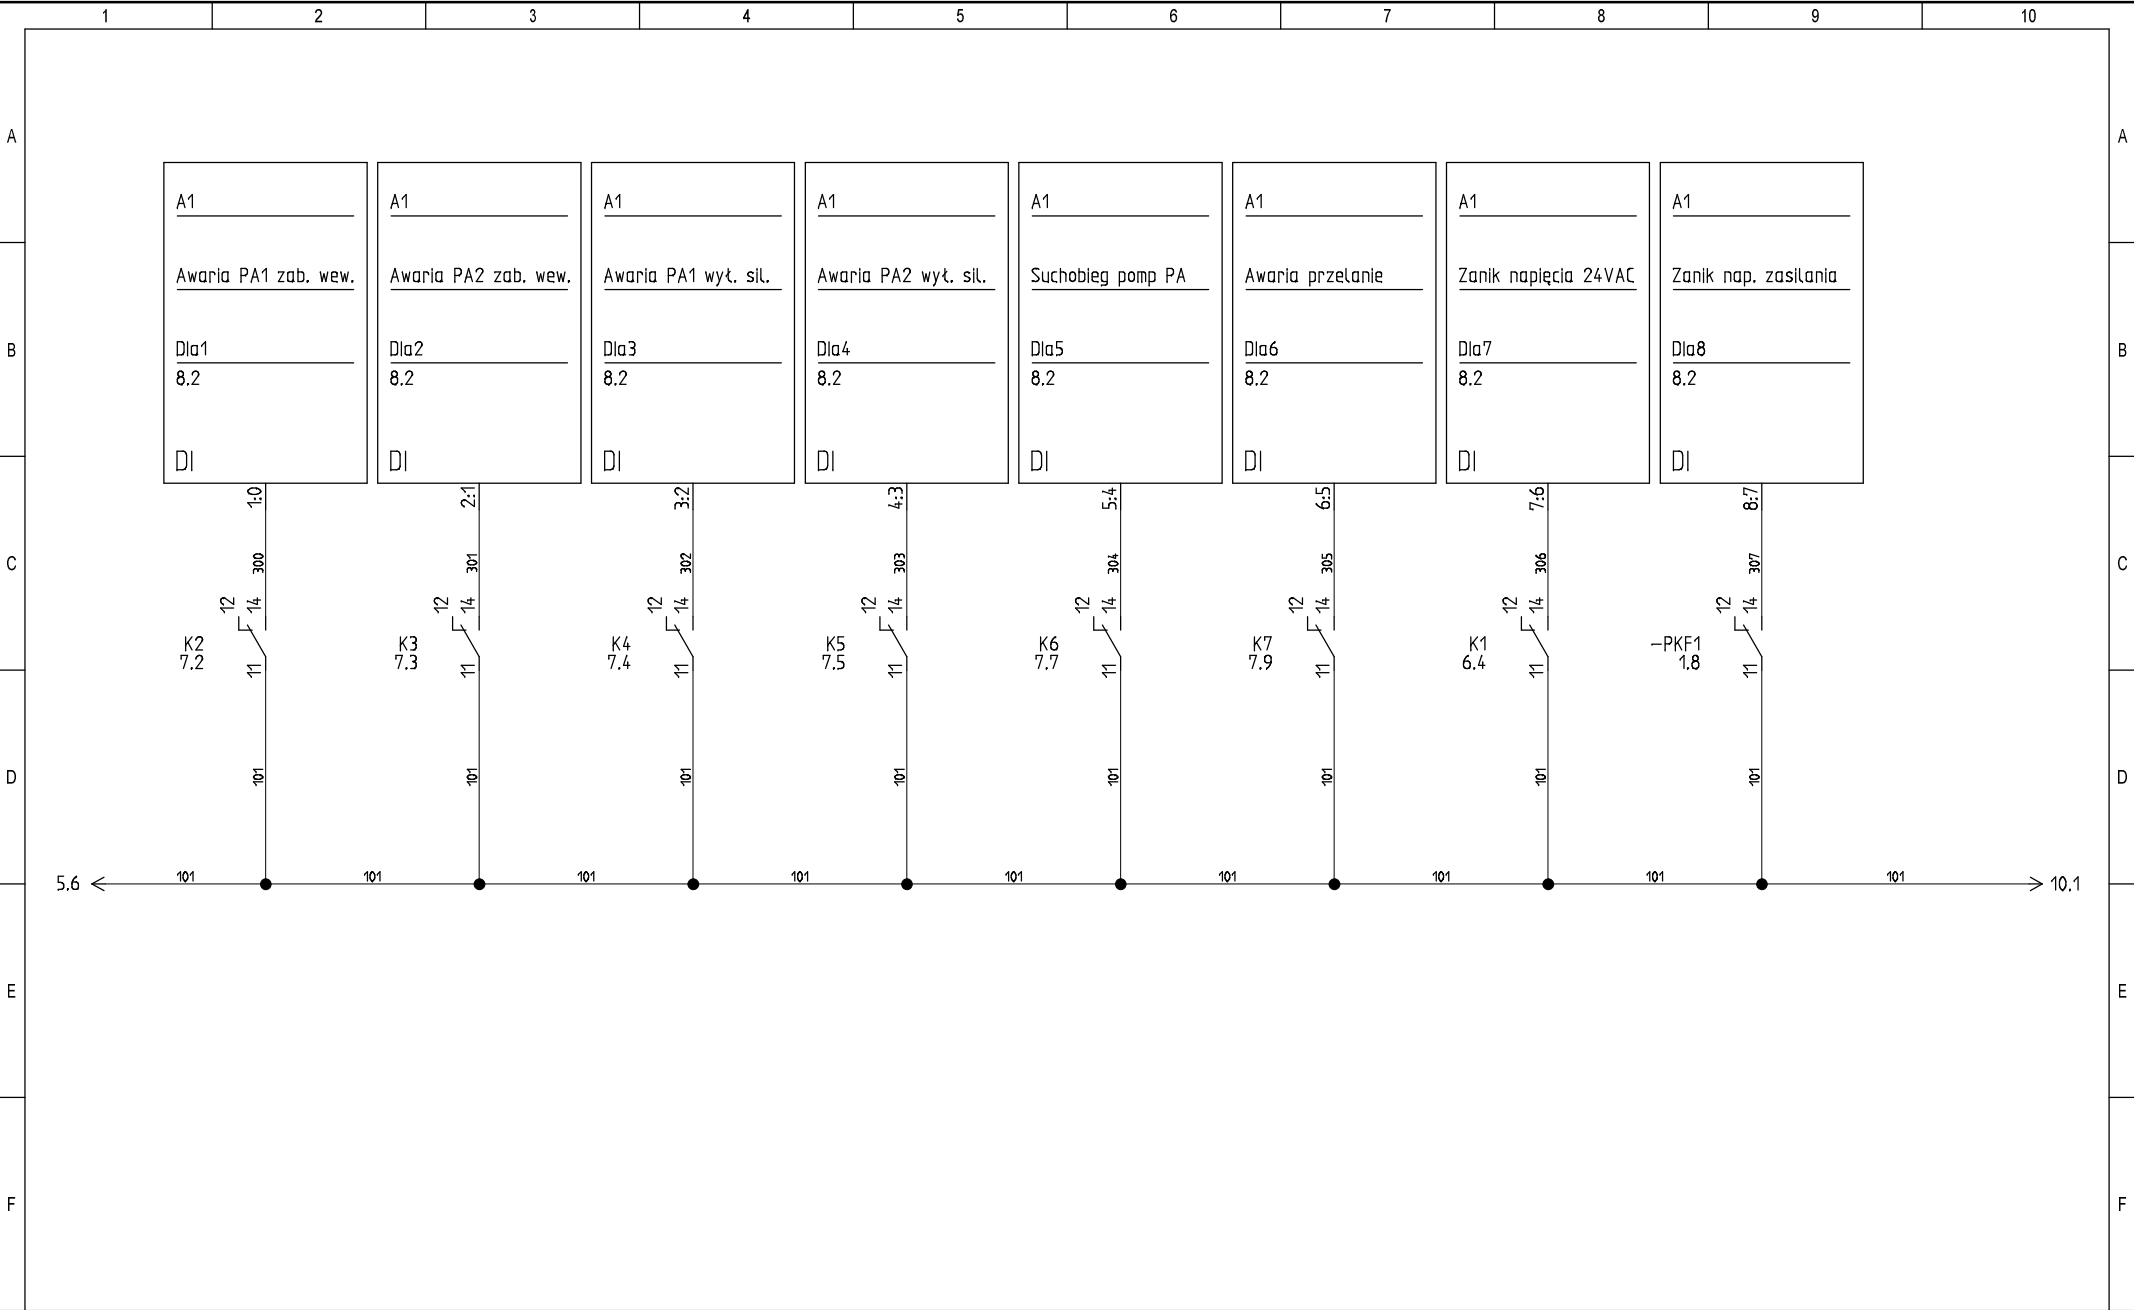 1 2 3 4 5 6 7 8 9 10
A A
A1 A1 A1 A1 A1 A1 A1 A1
Awaria PA1 zab. wew. Awaria PA2 zab. wew. Awaria PA1 wył. sil. Awaria PA2 wył. sil. Suchobieg pomp PA Awaria przelanie Zanik napięcia 24VAC Zanik nap. zasilania
B DIa1 DIa2 DIa3 DIa4 DIa5 DIa6 DIa7 DIa8 B
8.2 8.2 8.2 8.2 8.2 8.2 8.2 8.2
DI DI DI DI DI DI DI DI
1:0 2:1 3:2 4:3 5:4 6:5 7:6 8:7
C 300 301 302 303 304 305 306 307 C
12 14 12 14 12 14 12 14 12 14 12 14 12 14 12 14
K2 K3 K4 K5 K6 K7 K1 -PKF1
7.2 7.3 7.4 7.5 7.7 7.9 6.4 1.8
11 11 11 11 11 11 11 11
D 101 101 101 101 101 101 101 101 D
101 101 101 101 101 101 101 101 101
5.6 10.1
E E
F F